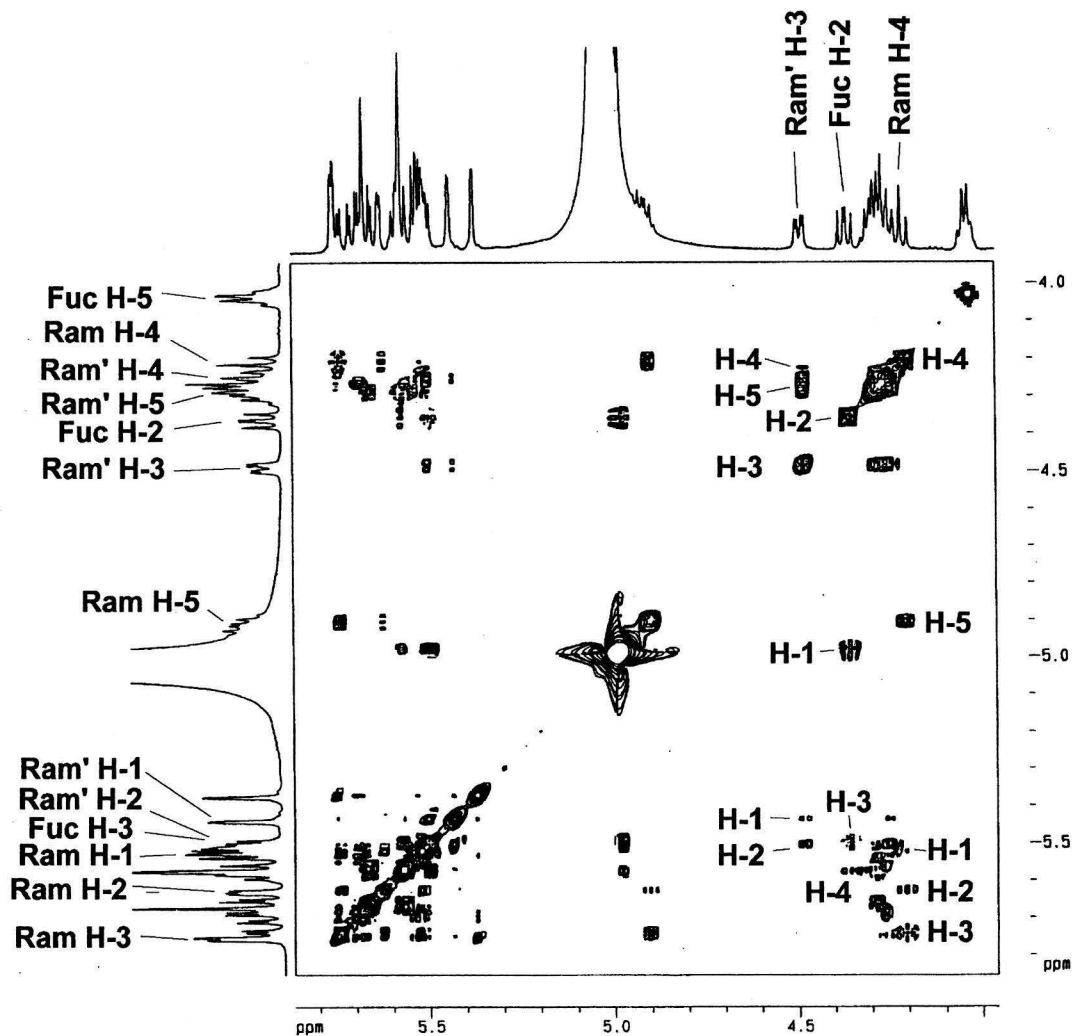 Ram' H-3
Fuc H-2
Ram H-4
Fuc H-5
Ram H-4
Ram' H-4
Ram' H-5
Fuc H-2
Ram' H-3
Ram H-5
Ram' H-1
Ram' H-2
Fuc H-3
Ram H-1
Ram H-2
Ram H-3
H-4
H-5
H-2
H-3
H-4
H-1
H-5
H-1
H-2
H-3
H-4
H-1
H-2
H-3
4.0
4.5
5.0
5.5
ppm
ppm 5.5 5.0 4.5